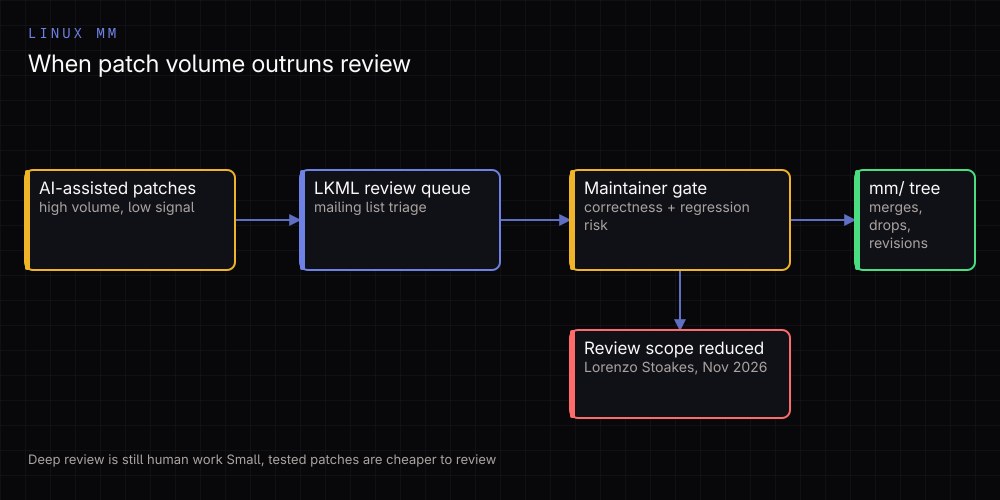 LINUX MM
When patch volume outruns review
AI-assisted patches
high volume, low signal
LKML review queue
mailing list triage
Maintainer gate
correctness + regression
risk
mm/ tree
merges,
drops,
revisions
Review scope reduced
Lorenzo Stoakes, Nov 2026
Deep review is still human work Small, tested patches are cheaper to review